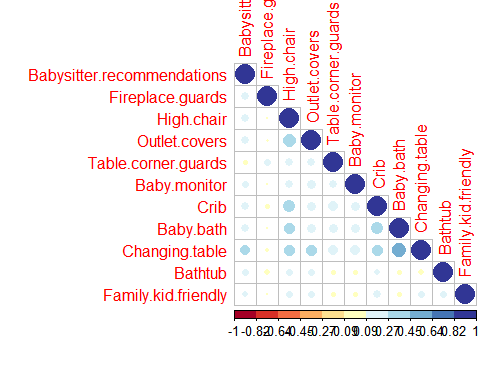 Babysitt
Fireplace.g
High.chair
Outlet.covers
Table.corner.guards
Baby.monitor
Crib
Baby.bath
Changing.table
Bathtub
Family.kid.friendly
Babysitter.recommendations
Fireplace.guards
High.chair
Outlet.covers
Table.corner.guards
Baby.monitor
Crib
Baby.bath
Changing.table
Bathtub
Family.kid.friendly
-1 -0.82 -0.64 -0.45 -0.27 -0.09 0.09 0.27 0.45 0.64 0.82 1